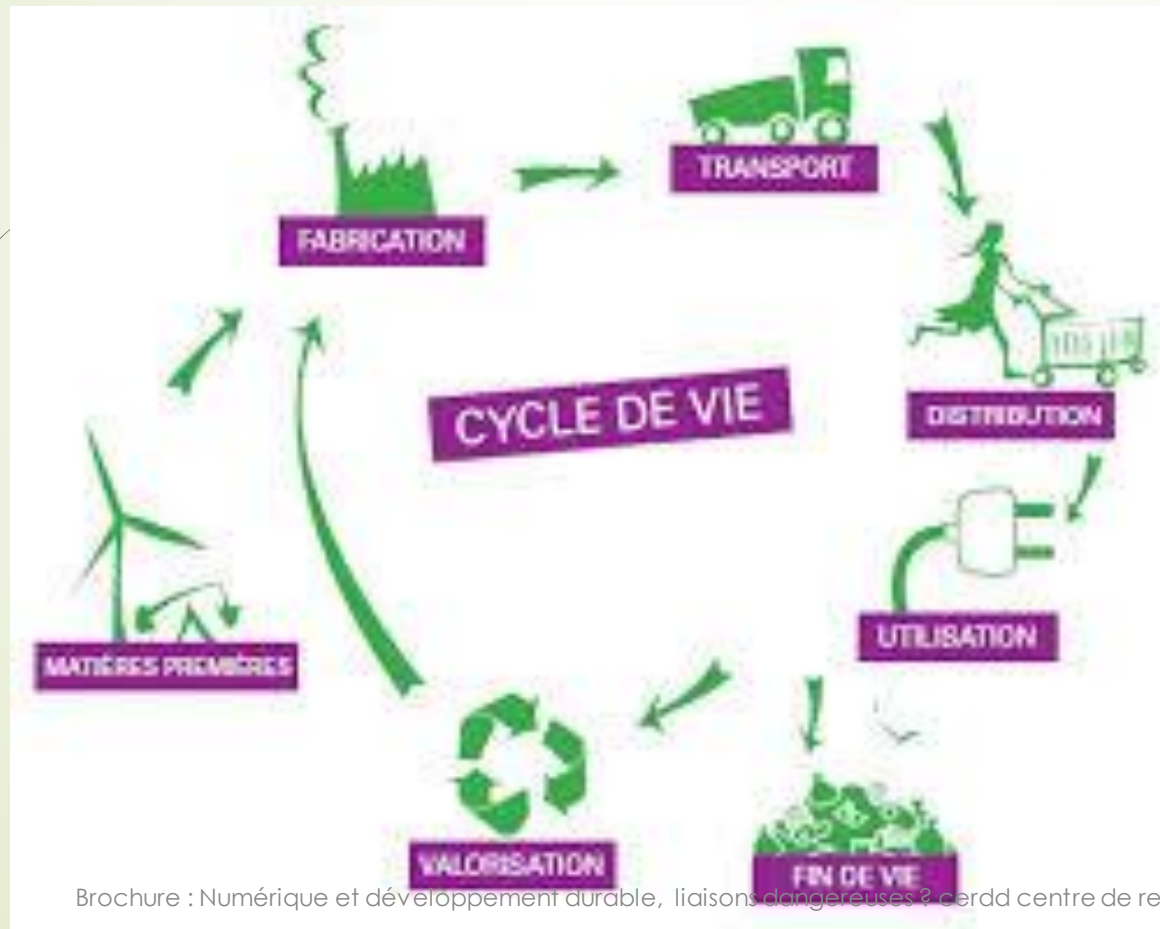 FABRICATION
TRANSPORT
DISTRIBUTION
CYCLE DE VIE
UTILISATION
MATIÈRES PREMIÈRES
VALORISATION
FIN DE VIE
Brochure : Numérique et développement durable, liaisons dangereuses ? cerdd centre de re